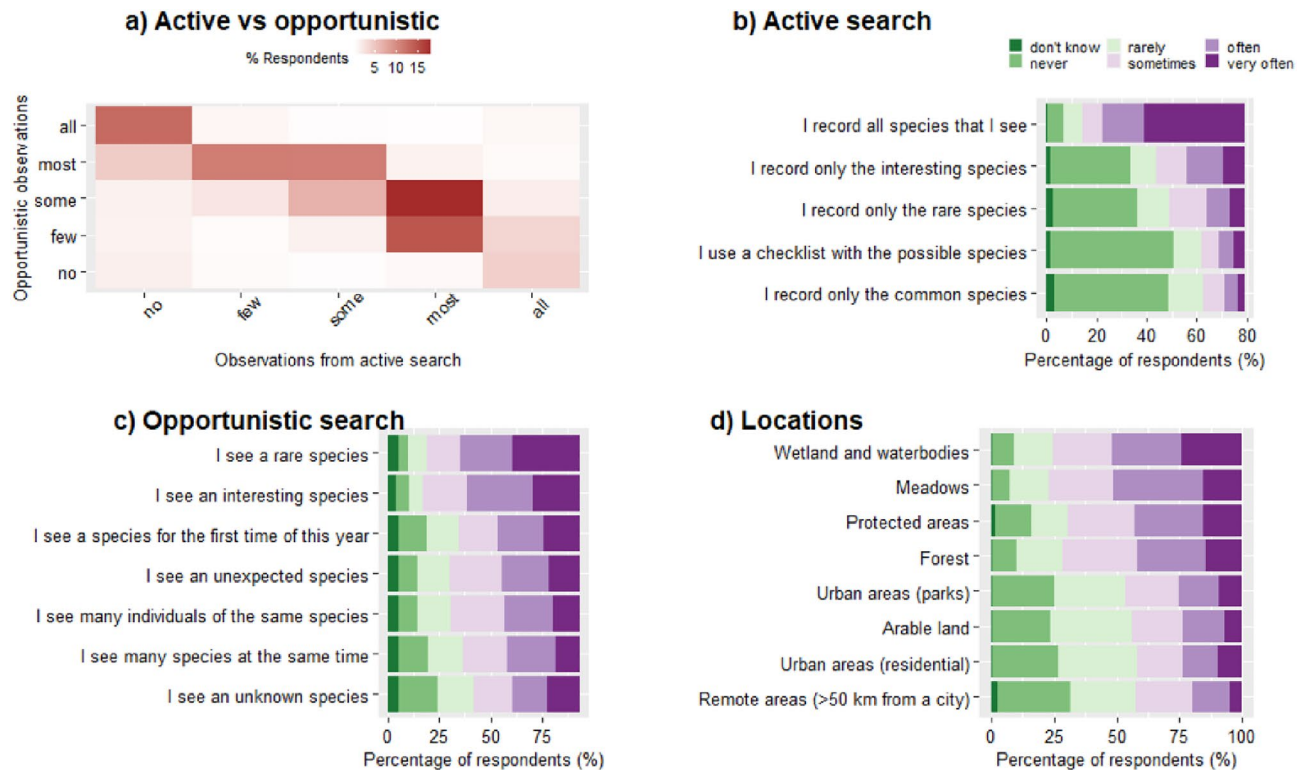 a) Active vs opportunistic
% Respondents
5 10 15
Opportunistic observations
all
most
some
few
no
no few some most all
Observations from active search
b) Active search
don't know rarely often
never sometimes very often
I record all species that I see
I record only the interesting species
I record only the rare species
I use a checklist with the possible species
I record only the common species
0 20 40 60 80
Percentage of respondents (%)
c) Opportunistic search
I see a rare species
I see an interesting species
I see a species for the first time of this year
I see an unexpected species
I see many individuals of the same species
I see many species at the same time
I see an unknown species
0 25 50 75
Percentage of respondents (%)
d) Locations
Wetland and waterbodies
Meadows
Protected areas
Forest
Urban areas (parks)
Arable land
Urban areas (residential)
Remote areas (>50 km from a city)
0 25 50 75 100
Percentage of respondents (%)